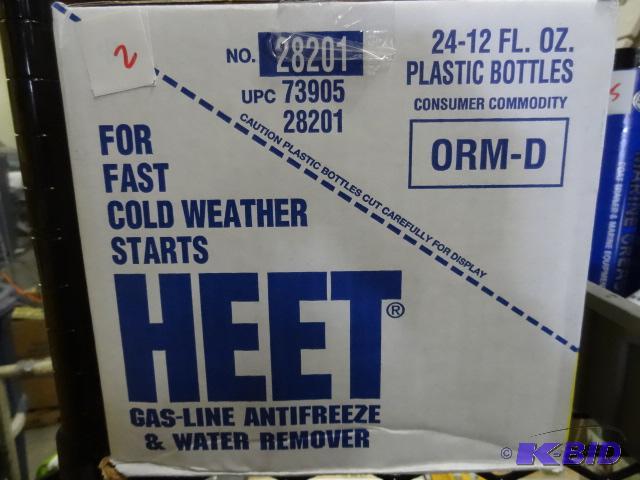 2
NO. 28201
UPC 73905
28201
24-12 FL. OZ.
PLASTIC BOTTLES
CONSUMER COMMODITY
ORM-D
CAUTION PLASTIC BOTTLES CUT CAREFULLY FOR DISPLAY
FOR
FAST
COLD WEATHER
STARTS
HEET®
GAS-LINE ANTIFREEZE
& WATER REMOVER
© K-BID